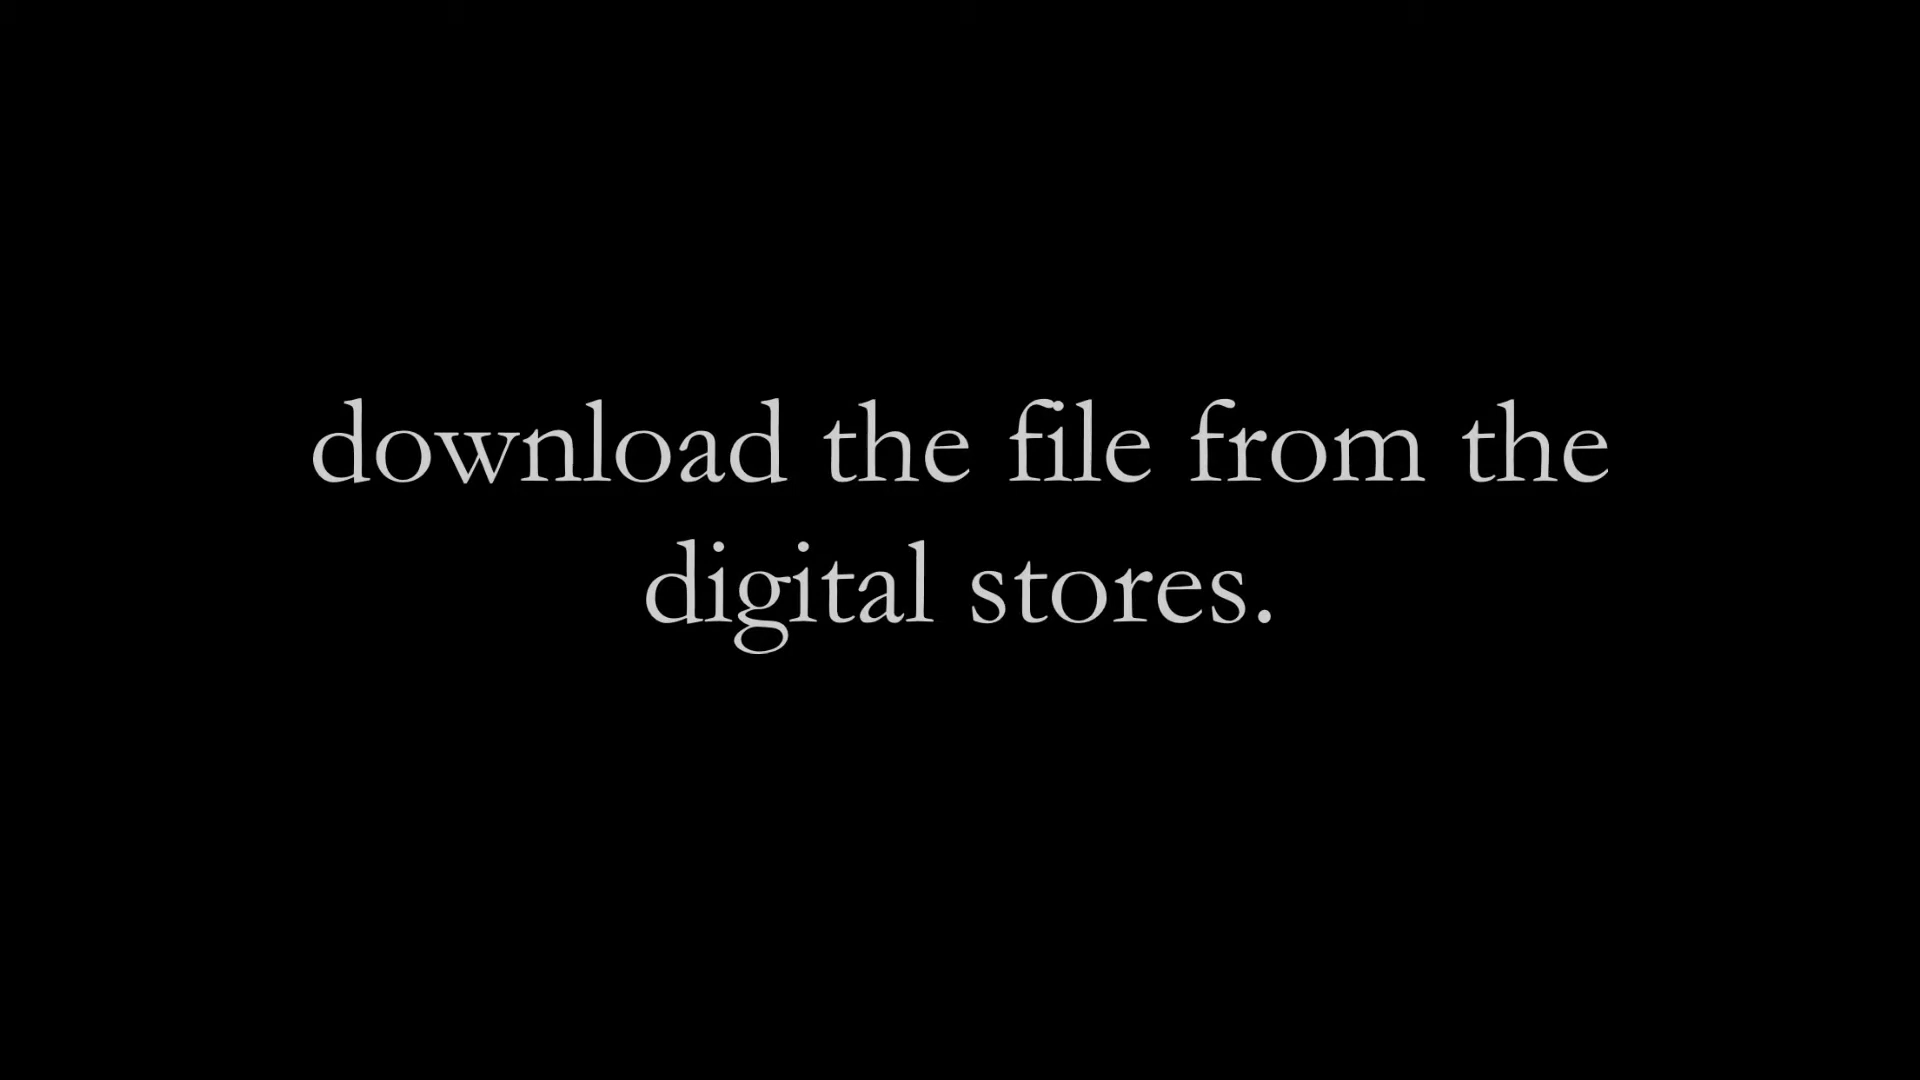 download the file from the
digital stores.